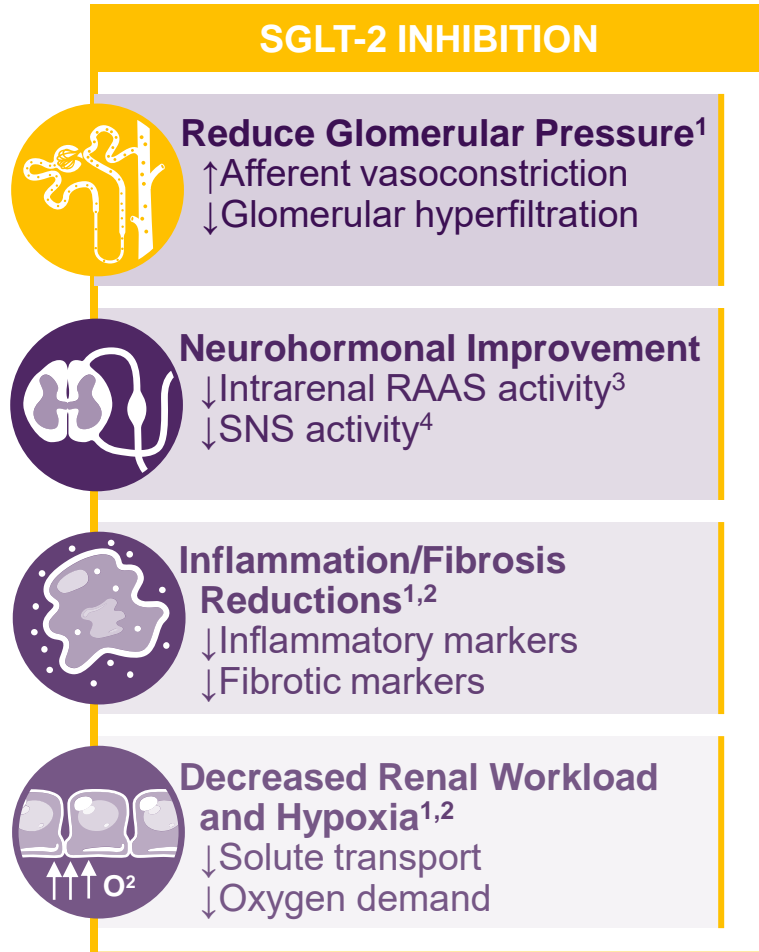 SGLT-2 INHIBITION
Reduce Glomerular Pressure¹
↑Afferent vasoconstriction
↓Glomerular hyperfiltration
Neurohormonal Improvement
↓Intrarenal RAAS activity³
↓SNS activity⁴
Inflammation/Fibrosis
Reductions¹,²
↓Inflammatory markers
↓Fibrotic markers
Decreased Renal Workload
and Hypoxia¹,²
↓Solute transport
↓Oxygen demand
O²